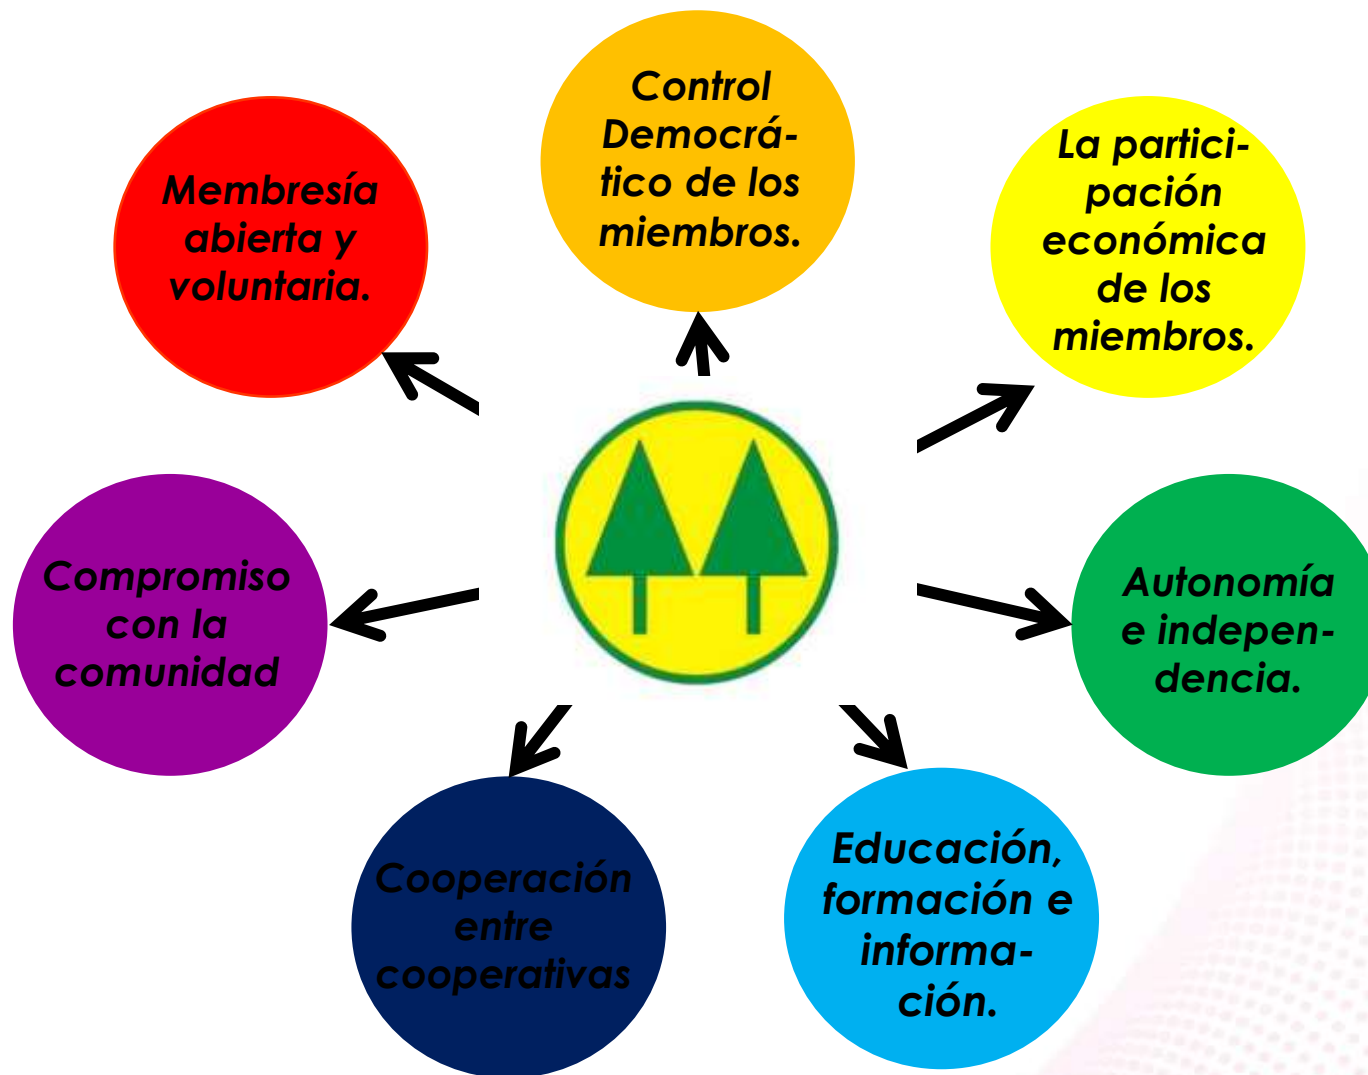 Membresía
abierta y
voluntaria.
Control
Democrá-
tico de los
miembros.
La partici-
pación
económica
de los
miembros.
Autonomía
e indepen-
dencia.
Educación,
formación e
informa-
ción.
Cooperación
entre
cooperativas
Compromiso
con la
comunidad